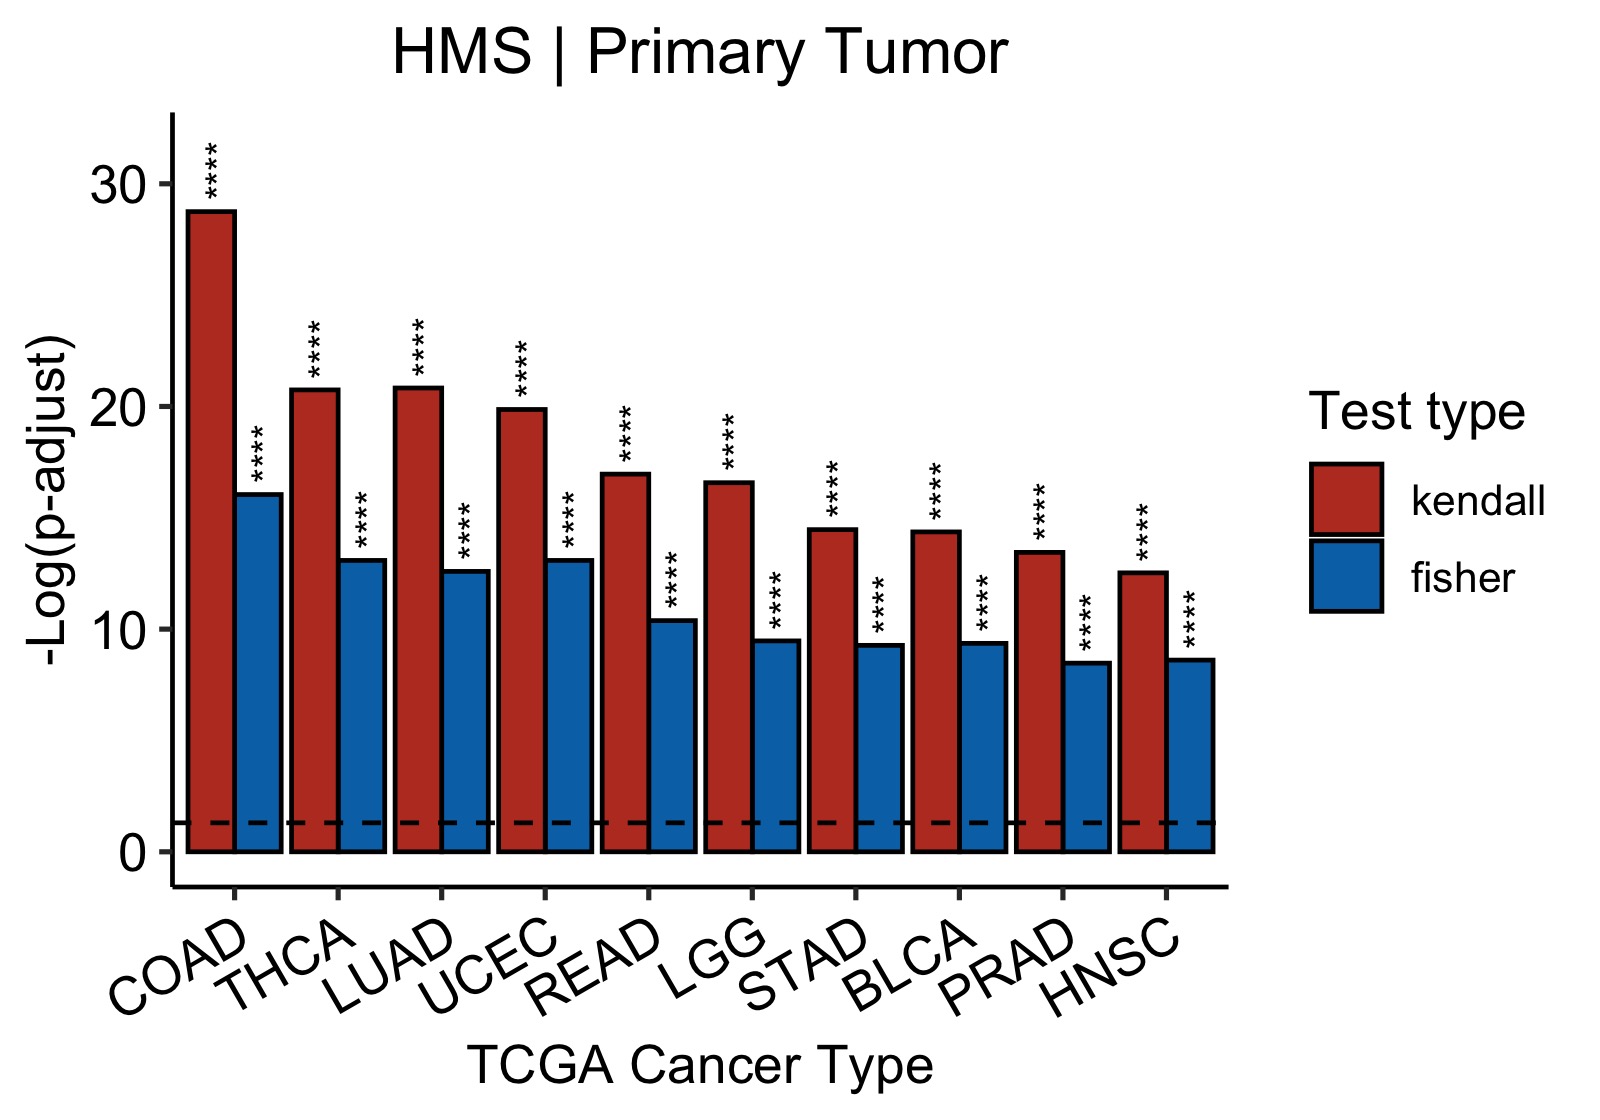 HMS | Primary Tumor
-Log(p-adjust)
30
20
10
0
**** **** **** **** **** **** **** **** **** **** **** **** **** **** **** **** **** **** **** ****
COAD THCA LUAD UCEC READ LGG STAD BLCA PRAD HNSC
TCGA Cancer Type
Test type
kendall
fisher